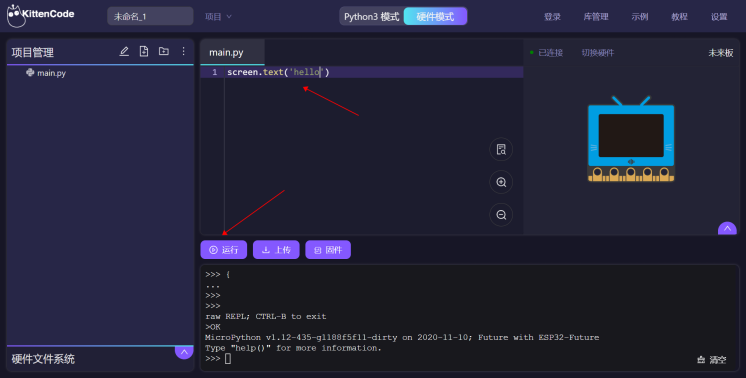 KittenCode
未命名_1
项目
Python3 模式
硬件模式
登录
库管理
示例
教程
设置
项目管理
main.py
main.py
1 screen.text('hello')
已连接
切换硬件
未来板
运行
上传
固件
>>> {
...
>>>
>>>
raw REPL; CTRL-B to exit
>OK
MicroPython v1.12-435-g1188f5f11-dirty on 2020-11-10; Future with ESP32-Future
Type "help()" for more information.
>>>
清空
硬件文件系统